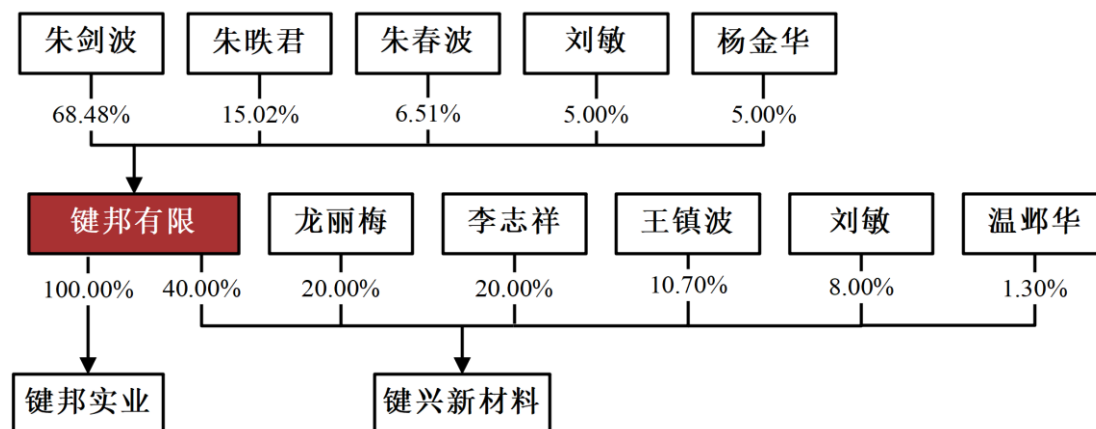 朱剑波 朱昳君 朱春波 刘敏 杨金华
68.48% 15.02% 6.51% 5.00% 5.00%
键邦有限 龙丽梅 李志祥 王镇波 刘敏 温邺华
100.00% 40.00% 20.00% 20.00% 10.70% 8.00% 1.30%
键邦实业 键兴新材料